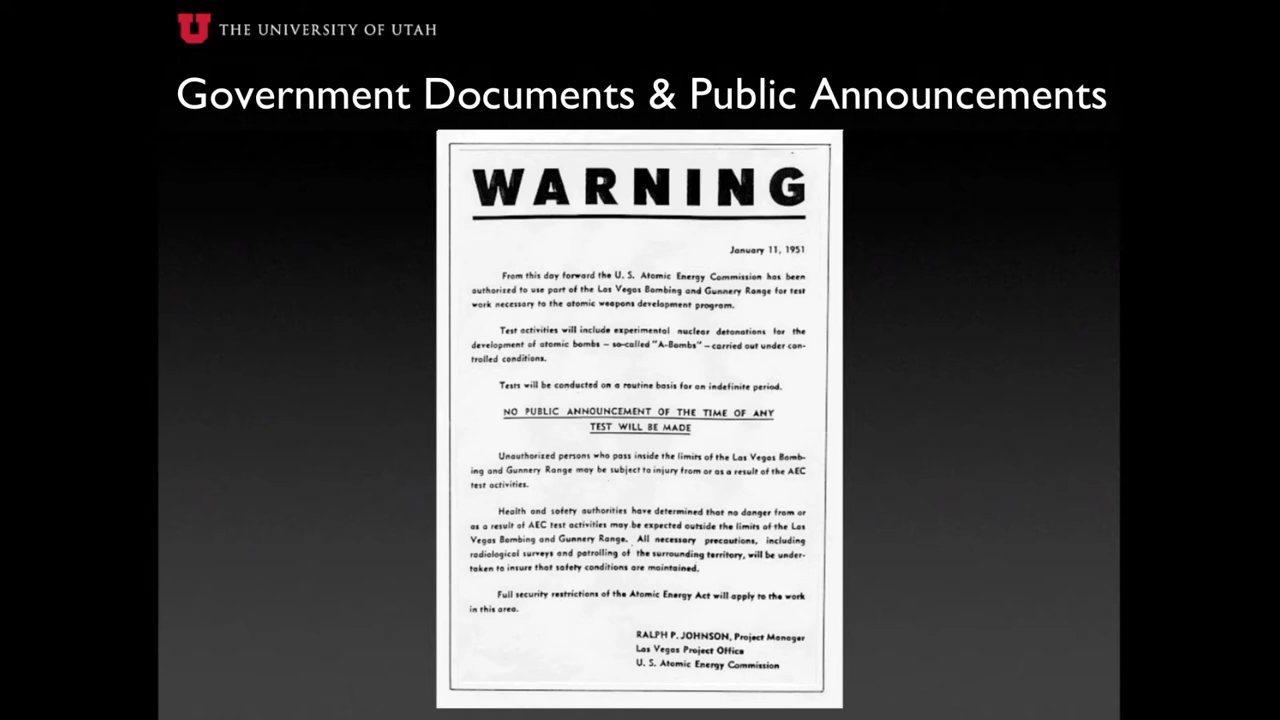 THE UNIVERSITY OF UTAH
Government Documents & Public Announcements
WARNING
January 11, 1951
From this day forward the U. S. Atomic Energy Commission has been
authorized to use part of the Las Vegas Bombing and Gunnery Range for test
work necessary to the atomic weapons development program.
Test activities will include experimental nuclear detonations for the
development of atomic bombs – so-called "A-Bombs" – carried out under con-
trolled conditions.
Tests will be conducted on a routine basis for an indefinite period.
NO PUBLIC ANNOUNCEMENT OF THE TIME OF ANY
TEST WILL BE MADE
Unauthorized persons who pass inside the limits of the Las Vegas Bomb-
ing and Gunnery Range may be subject to injury from or as a result of the AEC
test activities.
Health and safety authorities have determined that no danger from or
as a result of AEC test activities may be expected outside the limits of the Las
Vegas Bombing and Gunnery Range. All necessary precautions, including
radiological surveys and patrolling of the surrounding territory, will be under-
taken to insure that safety conditions are maintained.
Full security restrictions of the Atomic Energy Act will apply to the work
in this area.
RALPH P. JOHNSON, Project Manager
Las Vegas Project Office
U. S. Atomic Energy Commission